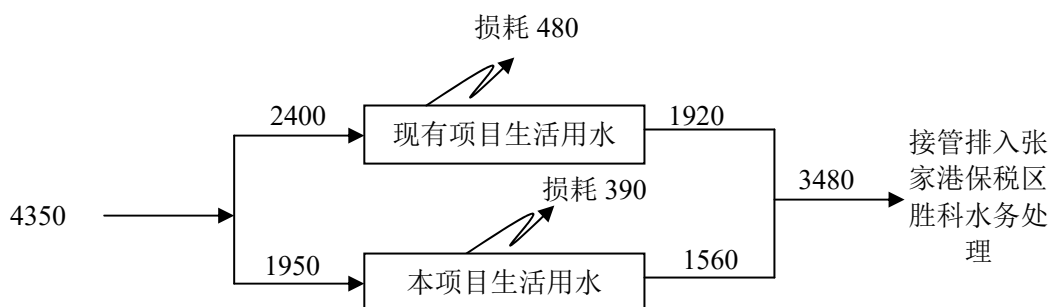 损耗 480
2400
现有项目生活用水
1920
4350
损耗 390
3480
接管排入张
家港保税区
胜科水务处
理
1950
本项目生活用水
1560